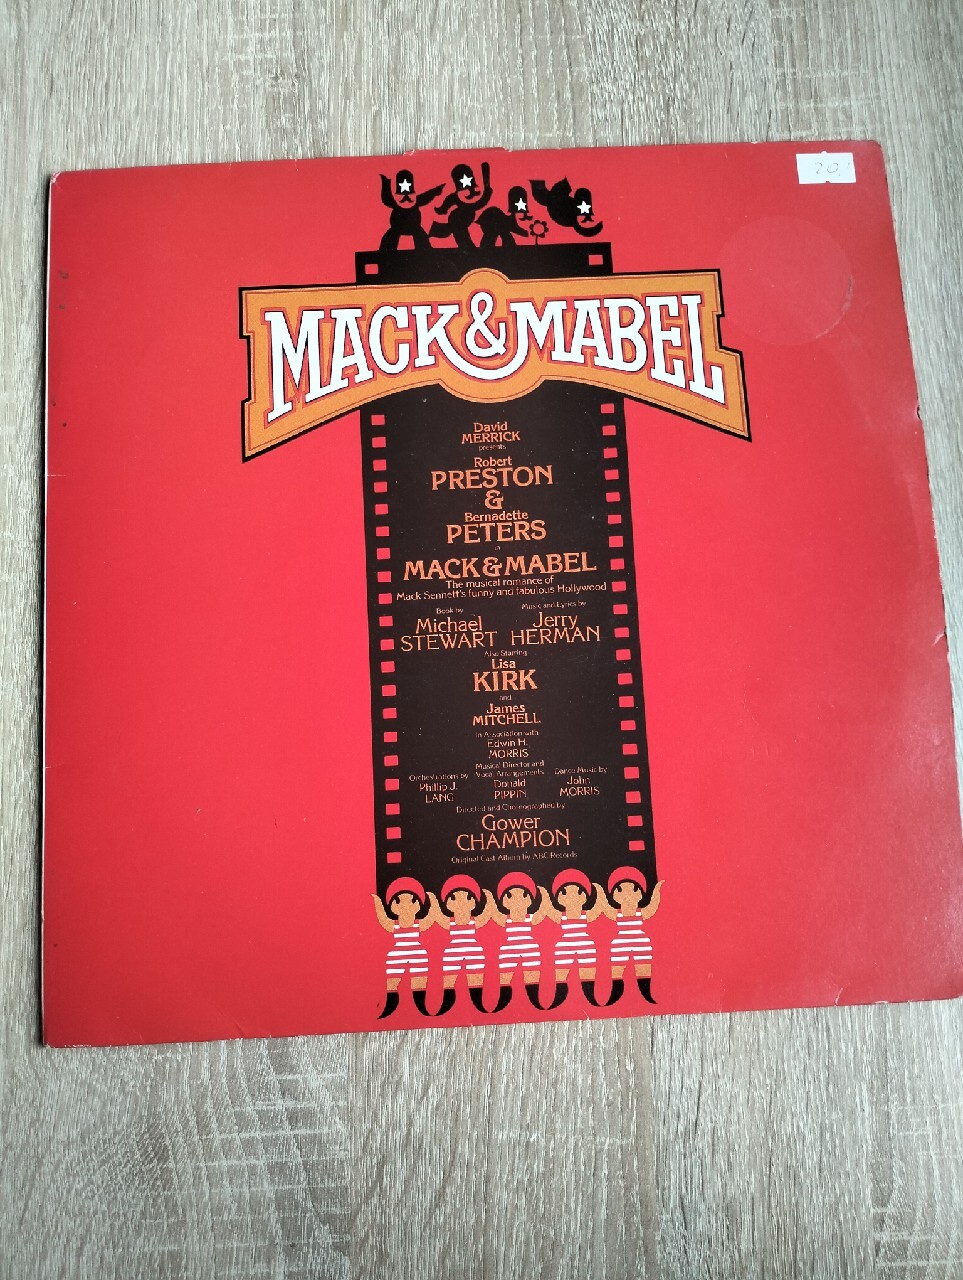 20,-
MACK & MABEL
David
MERRICK
presents
Robert
PRESTON
&
Bernadette
PETERS
in
MACK & MABEL
The musical romance of
Mack Sennett's funny and fabulous Hollywood
Book by
Michael
STEWART
Music and Lyrics by
Jerry
HERMAN
Also Starring
Lisa
KIRK
and
James
MITCHELL
In Association with
Edwin H.
MORRIS
Orchestrations by
Phillip J.
LANG
Musical Director and
Vocal Arrangements
Donald
PIPPIN
Dance Music by
John
MORRIS
Directed and Choreographed by
Gower
CHAMPION
Original Cast Album by ABC Records